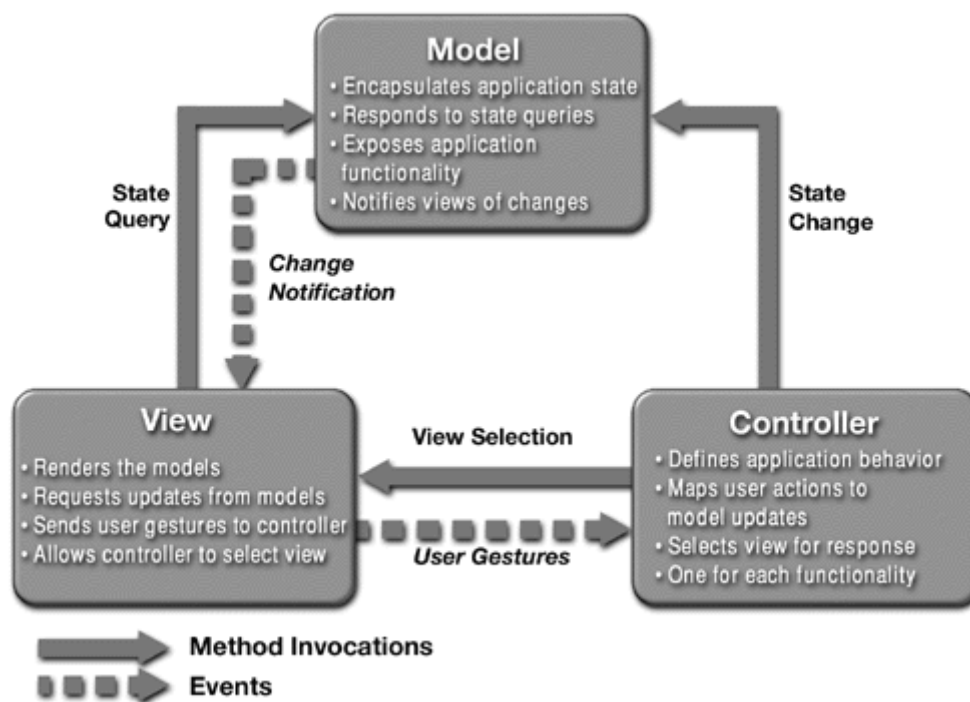 Model
• Encapsulates application state
• Responds to state queries
• Exposes application
functionality
• Notifies views of changes
State
Query
State
Change
Change
Notification
View
• Renders the models
• Requests updates from models
• Sends user gestures to controller
• Allows controller to select view
View Selection
User Gestures
Controller
• Defines application behavior
• Maps user actions to
model updates
• Selects view for response
• One for each functionality
Method Invocations
Events